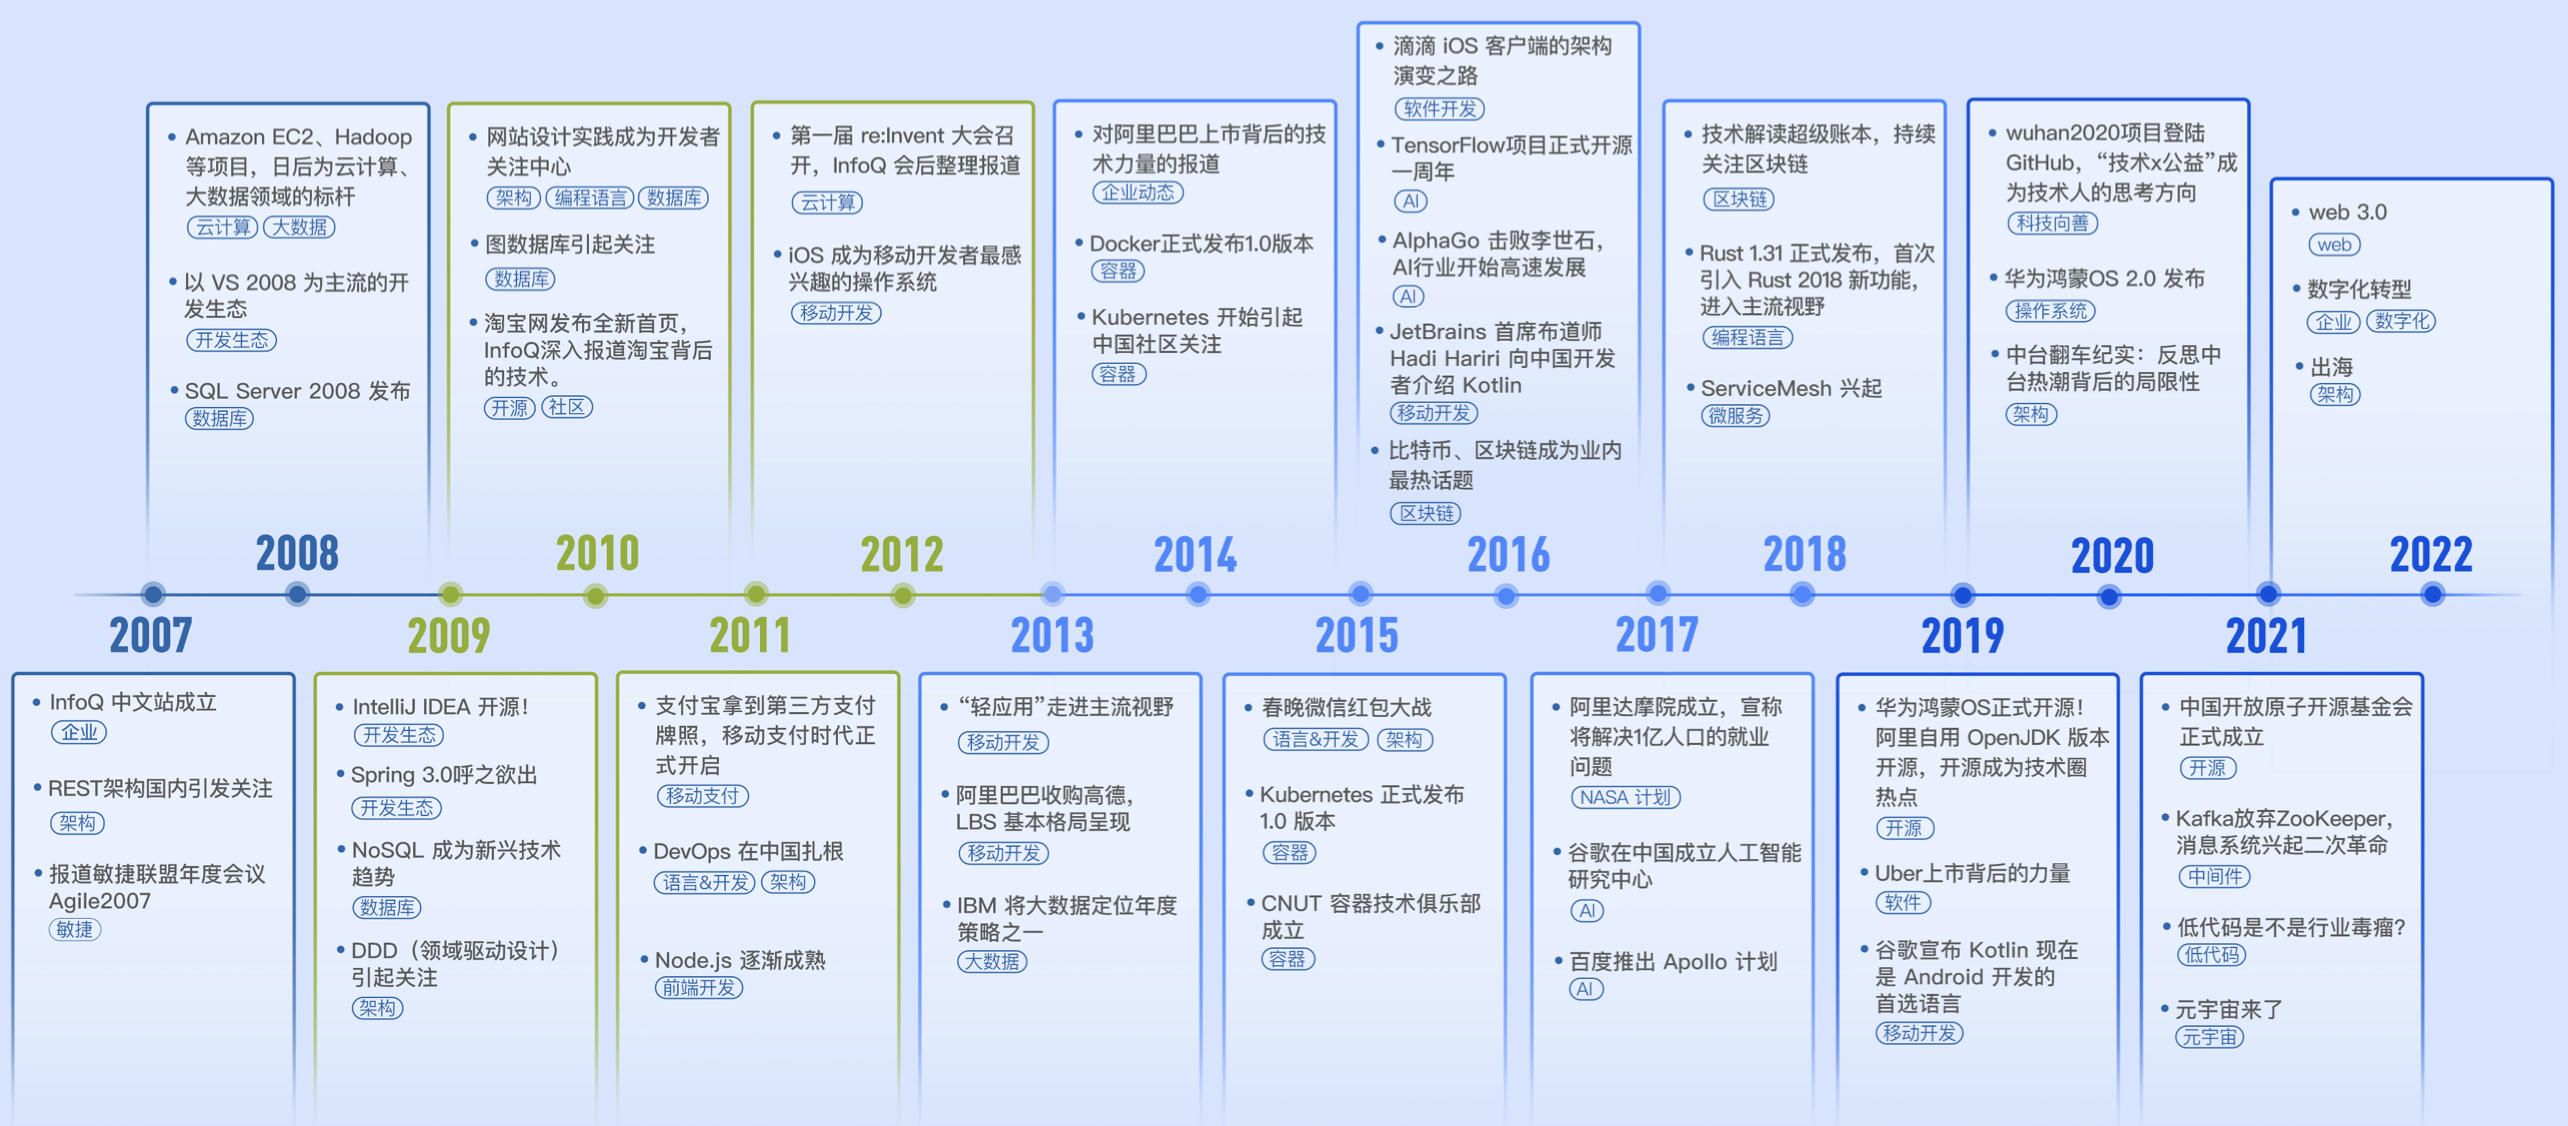 Amazon EC2、Hadoop
等项目，日后为云计算、
大数据领域的标杆
云计算 大数据
以 VS 2008 为主流的开
发生态
开发生态
SQL Server 2008 发布
数据库
2008
网站设计实践成为开发者
关注中心
架构 编程语言 数据库
图数据库引起关注
数据库
淘宝网发布全新首页，
InfoQ深入报道淘宝背后
的技术。
开源 社区
2010
第一届 re:Invent 大会召
开，InfoQ 会后整理报道
云计算
iOS 成为移动开发者最感
兴趣的操作系统
移动开发
2012
对阿里巴巴上市背后的技
术力量的报道
企业动态
Docker正式发布1.0版本
容器
Kubernetes 开始引起
中国社区关注
容器
2014
滴滴 iOS 客户端的架构
演变之路
软件开发
TensorFlow项目正式开源
一周年
AI
AlphaGo 击败李世石，
AI行业开始高速发展
AI
JetBrains 首席布道师
Hadi Hariri 向中国开发
者介绍 Kotlin
移动开发
比特币、区块链成为业内
最热话题
区块链
2016
技术解读超级账本，持续
关注区块链
区块链
Rust 1.31 正式发布，首次
引入 Rust 2018 新功能，
进入主流视野
编程语言
ServiceMesh 兴起
微服务
2018
wuhan2020项目登陆
GitHub，“技术x公益”成
为技术人的思考方向
科技向善
华为鸿蒙OS 2.0 发布
操作系统
中台翻车纪实：反思中
台热潮背后的局限性
架构
2020
web 3.0
web
数字化转型
企业 数字化
出海
架构
2022
2007
InfoQ 中文站成立
企业
REST架构国内引发关注
架构
报道敏捷联盟年度会议
Agile2007
敏捷
2009
IntelliJ IDEA 开源！
开发生态
Spring 3.0呼之欲出
开发生态
NoSQL 成为新兴技术
趋势
数据库
DDD（领域驱动设计）
引起关注
架构
2011
支付宝拿到第三方支付
牌照，移动支付时代正
式开启
移动支付
DevOps 在中国扎根
语言&开发 架构
Node.js 逐渐成熟
前端开发
2013
“轻应用”走进主流视野
移动开发
阿里巴巴收购高德，
LBS 基本格局呈现
移动开发
IBM 将大数据定位年度
策略之一
大数据
2015
春晚微信红包大战
语言&开发 架构
Kubernetes 正式发布
1.0 版本
容器
CNUT 容器技术俱乐部
成立
容器
2017
阿里达摩院成立，宣称
将解决1亿人口的就业
问题
NASA 计划
谷歌在中国成立人工智能
研究中心
AI
百度推出 Apollo 计划
AI
2019
华为鸿蒙OS正式开源！
阿里自用 OpenJDK 版本
开源，开源成为技术圈
热点
开源
Uber上市背后的力量
软件
谷歌宣布 Kotlin 现在
是 Android 开发的
首选语言
移动开发
2021
中国开放原子开源基金会
正式成立
开源
Kafka放弃ZooKeeper，
消息系统兴起二次革命
中间件
低代码是不是行业毒瘤？
低代码
元宇宙来了
元宇宙